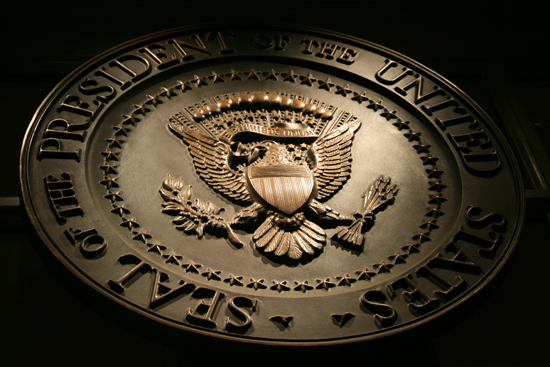 SEAL OF THE PRESIDENT OF THE UNITED STATES